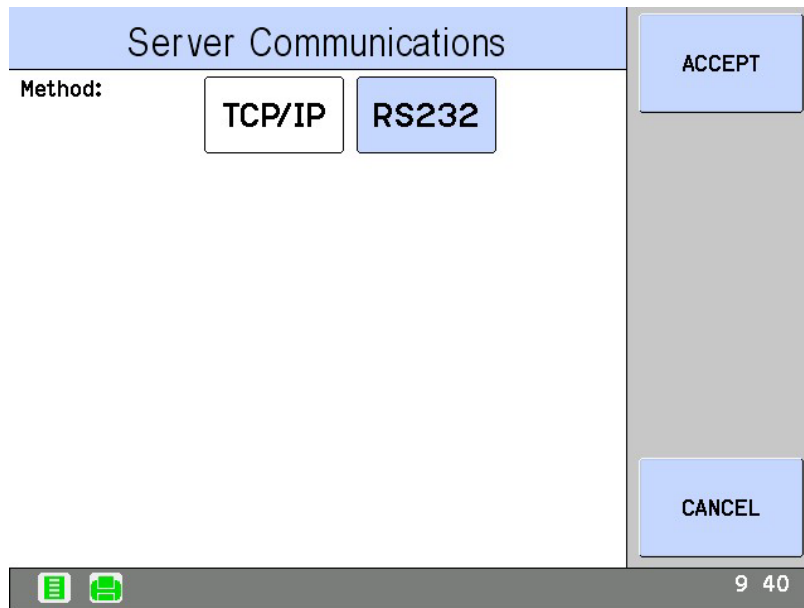 Server Communications
ACCEPT
Method:
TCP/IP
RS232
CANCEL
9 40